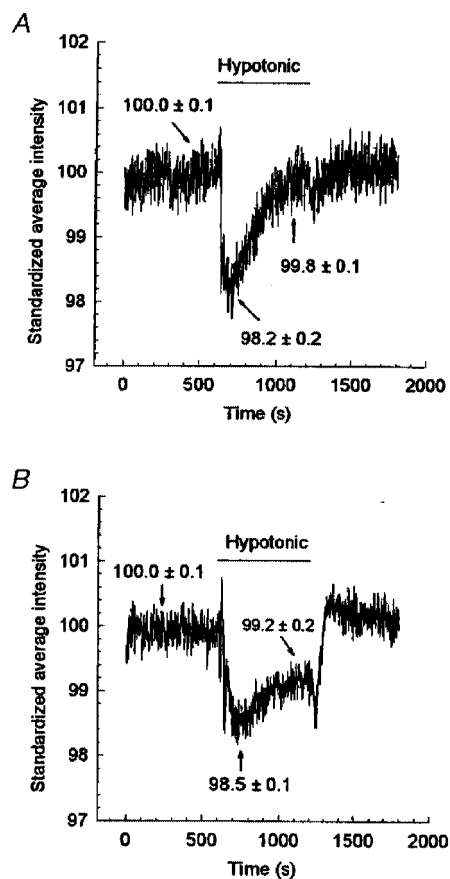 A
102
Hypotonic
101
100.0 ± 0.1
100
99
99.8 ± 0.1
98
98.2 ± 0.2
97
Standardized average intensity
0 500 1000 1500 2000
Time (s)
B
102
Hypotonic
101
100.0 ± 0.1
99.2 ± 0.2
100
99
98
98.5 ± 0.1
97
Standardized average intensity
0 500 1000 1500 2000
Time (s)